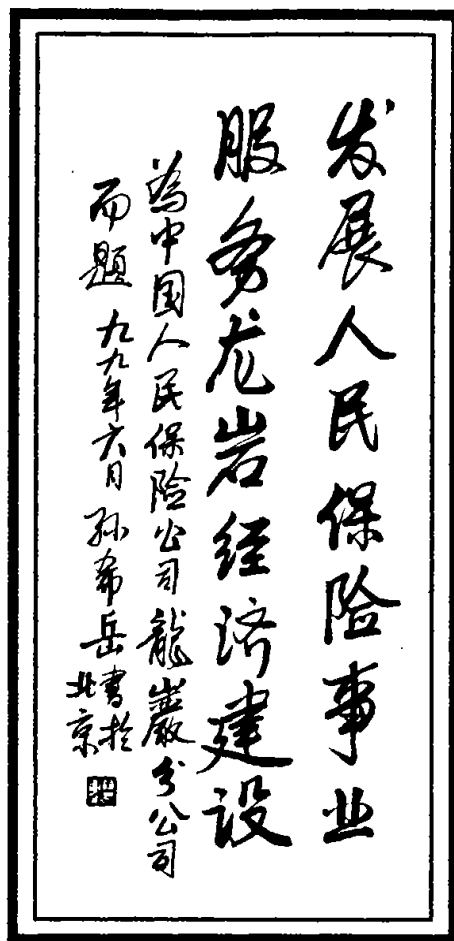 发展人民保险事业
服务龙岩经济建设
为中国人民保险公司龍巖分公司
而題 九九年六月 孙希岳書於
北京